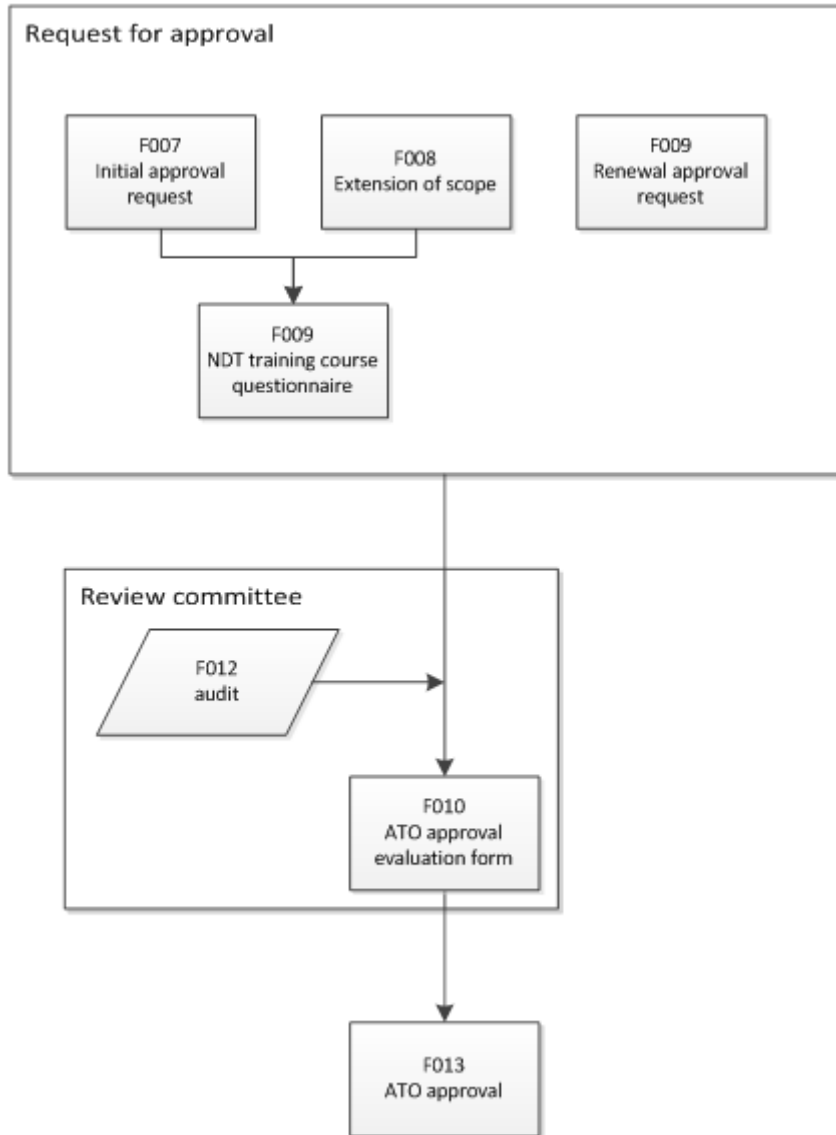 Request for approval
F007
Initial approval
request
F008
Extension of scope
F009
Renewal approval
request
F009
NDT training course
questionnaire
Review committee
F012
audit
F010
ATO approval
evaluation form
F013
ATO approval